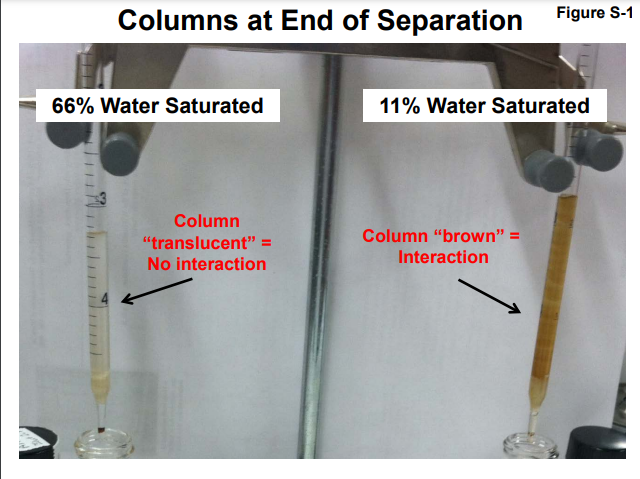 Columns at End of Separation
Figure S-1
66% Water Saturated
11% Water Saturated
3
Column
“translucent” =
No interaction
Column “brown” =
Interaction
4